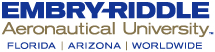 EMBRY-RIDDLE
Aeronautical University.
FLORIDA | ARIZONA | WORLDWIDE